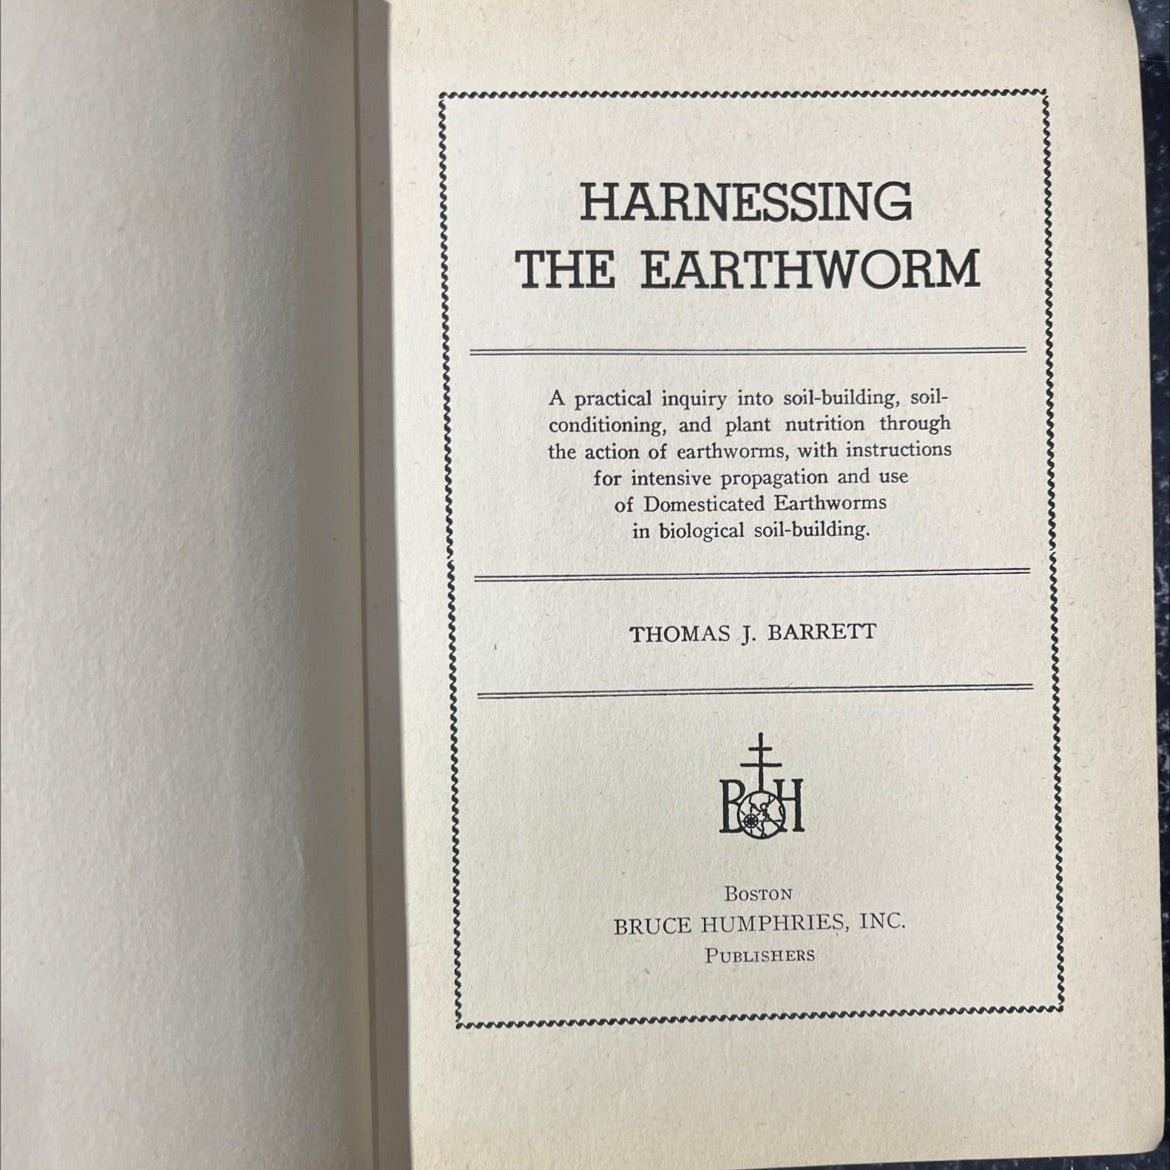 HARNESSING
THE EARTHWORM
A practical inquiry into soil-building, soil-
conditioning, and plant nutrition through
the action of earthworms, with instructions
for intensive propagation and use
of Domesticated Earthworms
in biological soil-building.
THOMAS J. BARRETT
B H
Boston
BRUCE HUMPHRIES, INC.
Publishers